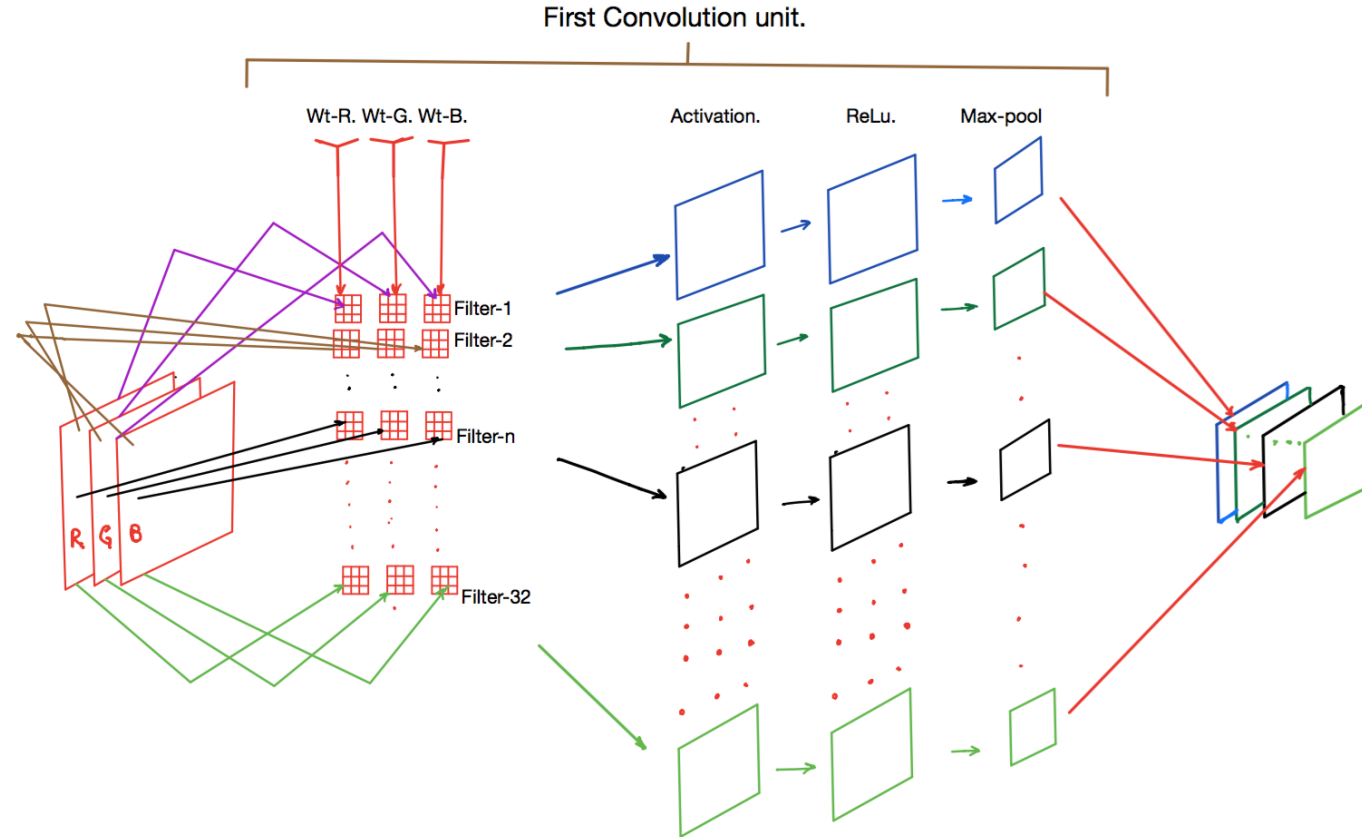 First Convolution unit.
Wt-R. Wt-G. Wt-B.
Activation.
ReLu.
Max-pool
Filter-1
Filter-2
Filter-n
R G B
Filter-32